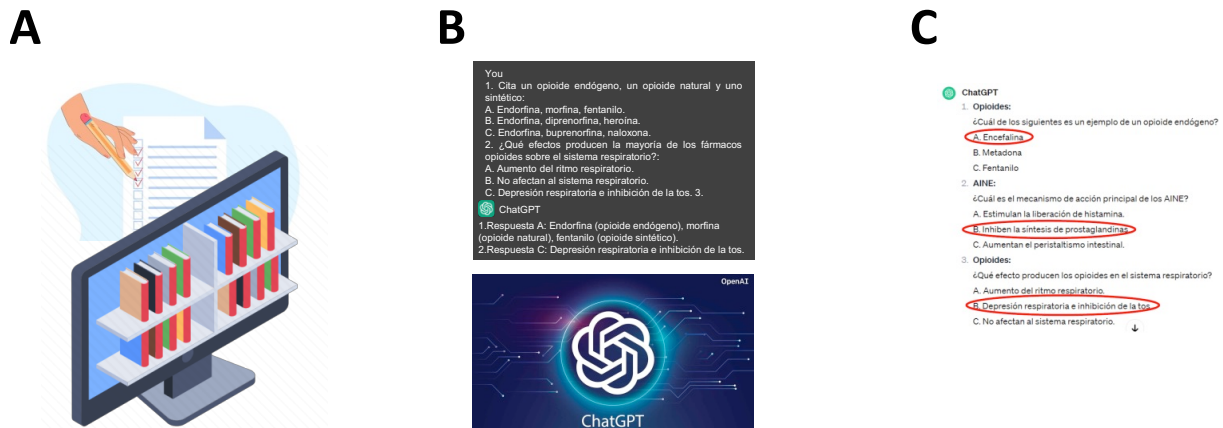 A
B
C
You
1. Cita un opioide endógeno, un opioide natural y uno
sintético:
A. Endorfina, morfina, fentanilo.
B. Endorfina, diprenorfina, heroína.
C. Endorfina, buprenorfina, naloxona.
2. ¿Qué efectos producen la mayoría de los fármacos
opioides sobre el sistema respiratorio?:
A. Aumento del ritmo respiratorio.
B. No afectan al sistema respiratorio.
C. Depresión respiratoria e inhibición de la tos. 3.
ChatGPT
1.Respuesta A: Endorfina (opioide endógeno), morfina
(opioide natural), fentanilo (opioide sintético).
2.Respuesta C: Depresión respiratoria e inhibición de la tos.
OpenAI
ChatGPT
ChatGPT
1. Opioides:
¿Cuál de los siguientes es un ejemplo de un opioide endógeno?
A. Encefalina
B. Metadona
C. Fentanilo
2. AINE:
¿Cuál es el mecanismo de acción principal de los AINE?
A. Estimulan la liberación de histamina.
B. Inhiben la síntesis de prostaglandinas.
C. Aumentan el peristaltismo intestinal.
3. Opioides:
¿Qué efecto producen los opioides en el sistema respiratorio?
A. Aumento del ritmo respiratorio.
B. Depresión respiratoria e inhibición de la tos.
C. No afectan al sistema respiratorio.